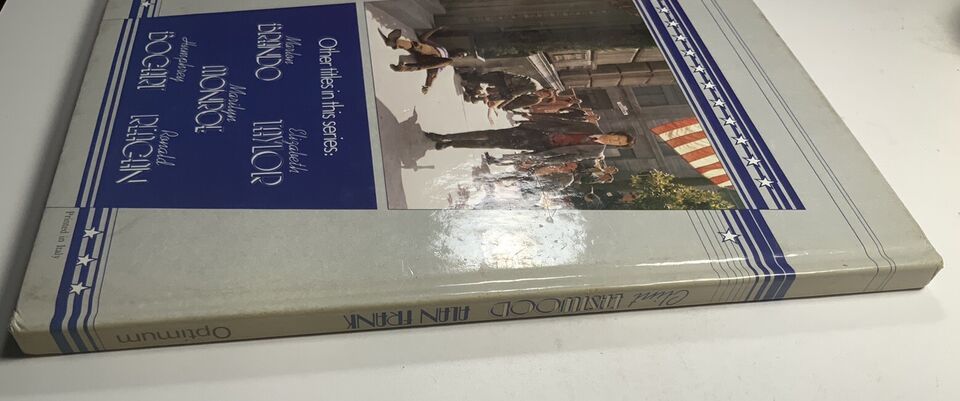 Other titles in this series:
Marlon
BRANDO
Elizabeth
TAYLOR
Marilyn
MONROE
Humphrey
BOGART
Ronald
REAGAN
Printed in Italy
Clint EASTWOOD ALAN FRANK Optimum